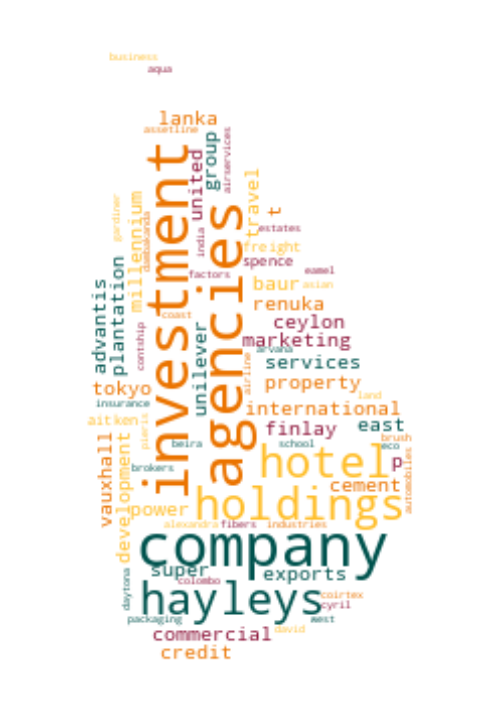 business
aqua
lanka
assetline
group
airservices
united
investment
agencies
travel
t
estates
millennium
gardiner
dambakanda
india
freight
spence
eamel
factors
baur
asian
plantation
advantis
renuka
coast
ceylon
contship
unilever
marketing
arvana
services
airline
tokyo
property
land
insurance
international
aitken
pieris
finlay
east
vauxhall
development
beira
school
brush
eco
automobiles
brokers
hotel
p
cement
power
holdings
alexandra
fibers
industries
company
super
colombo
exports
daytona
hayleys
coirtex
cyril
packaging
west
commercial
david
credit